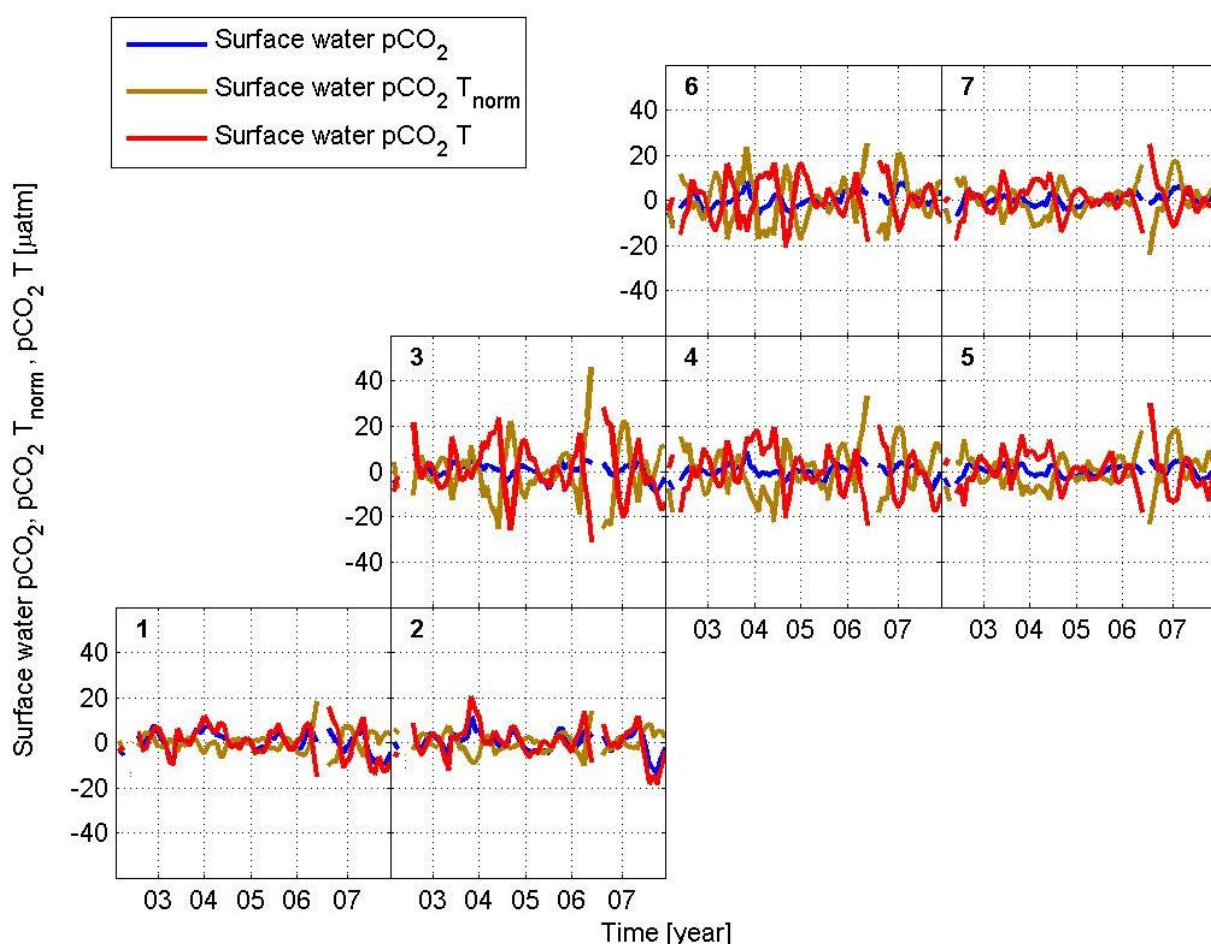 Surface water pCO₂
Surface water pCO₂ Tnorm
Surface water pCO₂ T
Surface water pCO₂, pCO₂ Tnorm, pCO₂ T [µatm]
6 7
40
20
0
-20
-40
3 4 5
40
20
0
-20
-40
03 04 05 06 07 03 04 05 06 07
1 2
40
20
0
-20
-40
03 04 05 06 07 03 04 05 06 07
Time [year]